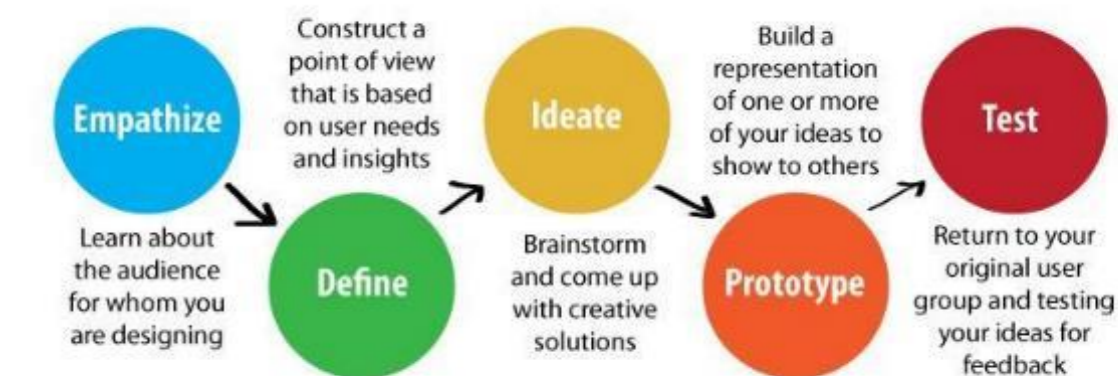 Empathize
Learn about
the audience
for whom you
are designing
Construct a
point of view
that is based
on user needs
and insights
Define
Ideate
Brainstorm
and come up
with creative
solutions
Build a
representation
of one or more
of your ideas to
show to others
Prototype
Test
Return to your
original user
group and testing
your ideas for
feedback